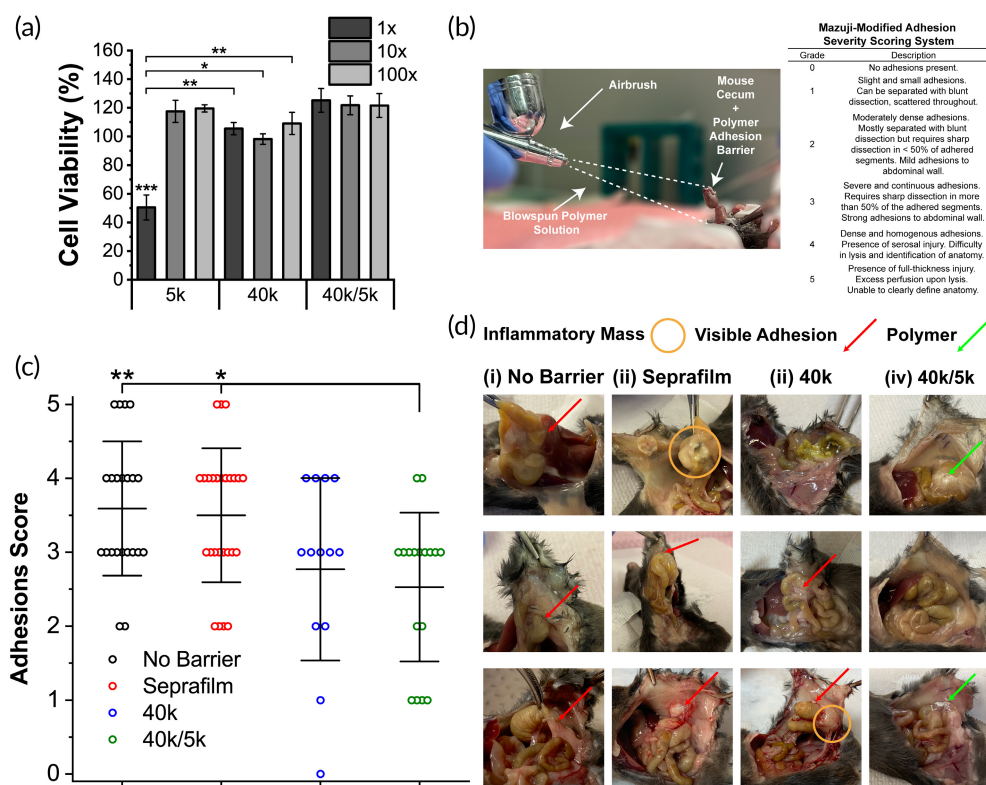 (a)
160
140
120
100
80
60
40
20
0
Cell Viability (%)
1x
10x
100x
**
*
**
***
5k
40k
40k/5k
(b)
Airbrush
Mouse
Cecum
+
Polymer
Adhesion
Barrier
Blowspun Polymer
Solution
Mazuji-Modified Adhesion
Severity Scoring System
Grade Description
0 No adhesions present.
Slight and small adhesions.
1 Can be separated with blunt
dissection, scattered throughout.
Moderately dense adhesions.
Mostly separated with blunt
2 dissection but requires sharp
dissection in < 50% of adhered
segments. Mild adhesions to
abdominal wall.
Severe and continuous adhesions.
3 Requires sharp dissection in more
than 50% of the adhered segments.
Strong adhesions to abdominal wall.
Dense and homogenous adhesions.
4 Presence of serosal injury. Difficulty
in lysis and identification of anatomy.
Presence of full-thickness injury.
5 Excess perfusion upon lysis.
Unable to clearly define anatomy.
(c)
** *
5
4
3
2
1
0
Adhesions Score
No Barrier
Seprafilm
40k
40k/5k
(d)
Inflammatory Mass Visible Adhesion Polymer
(i) No Barrier (ii) Seprafilm (ii) 40k (iv) 40k/5k